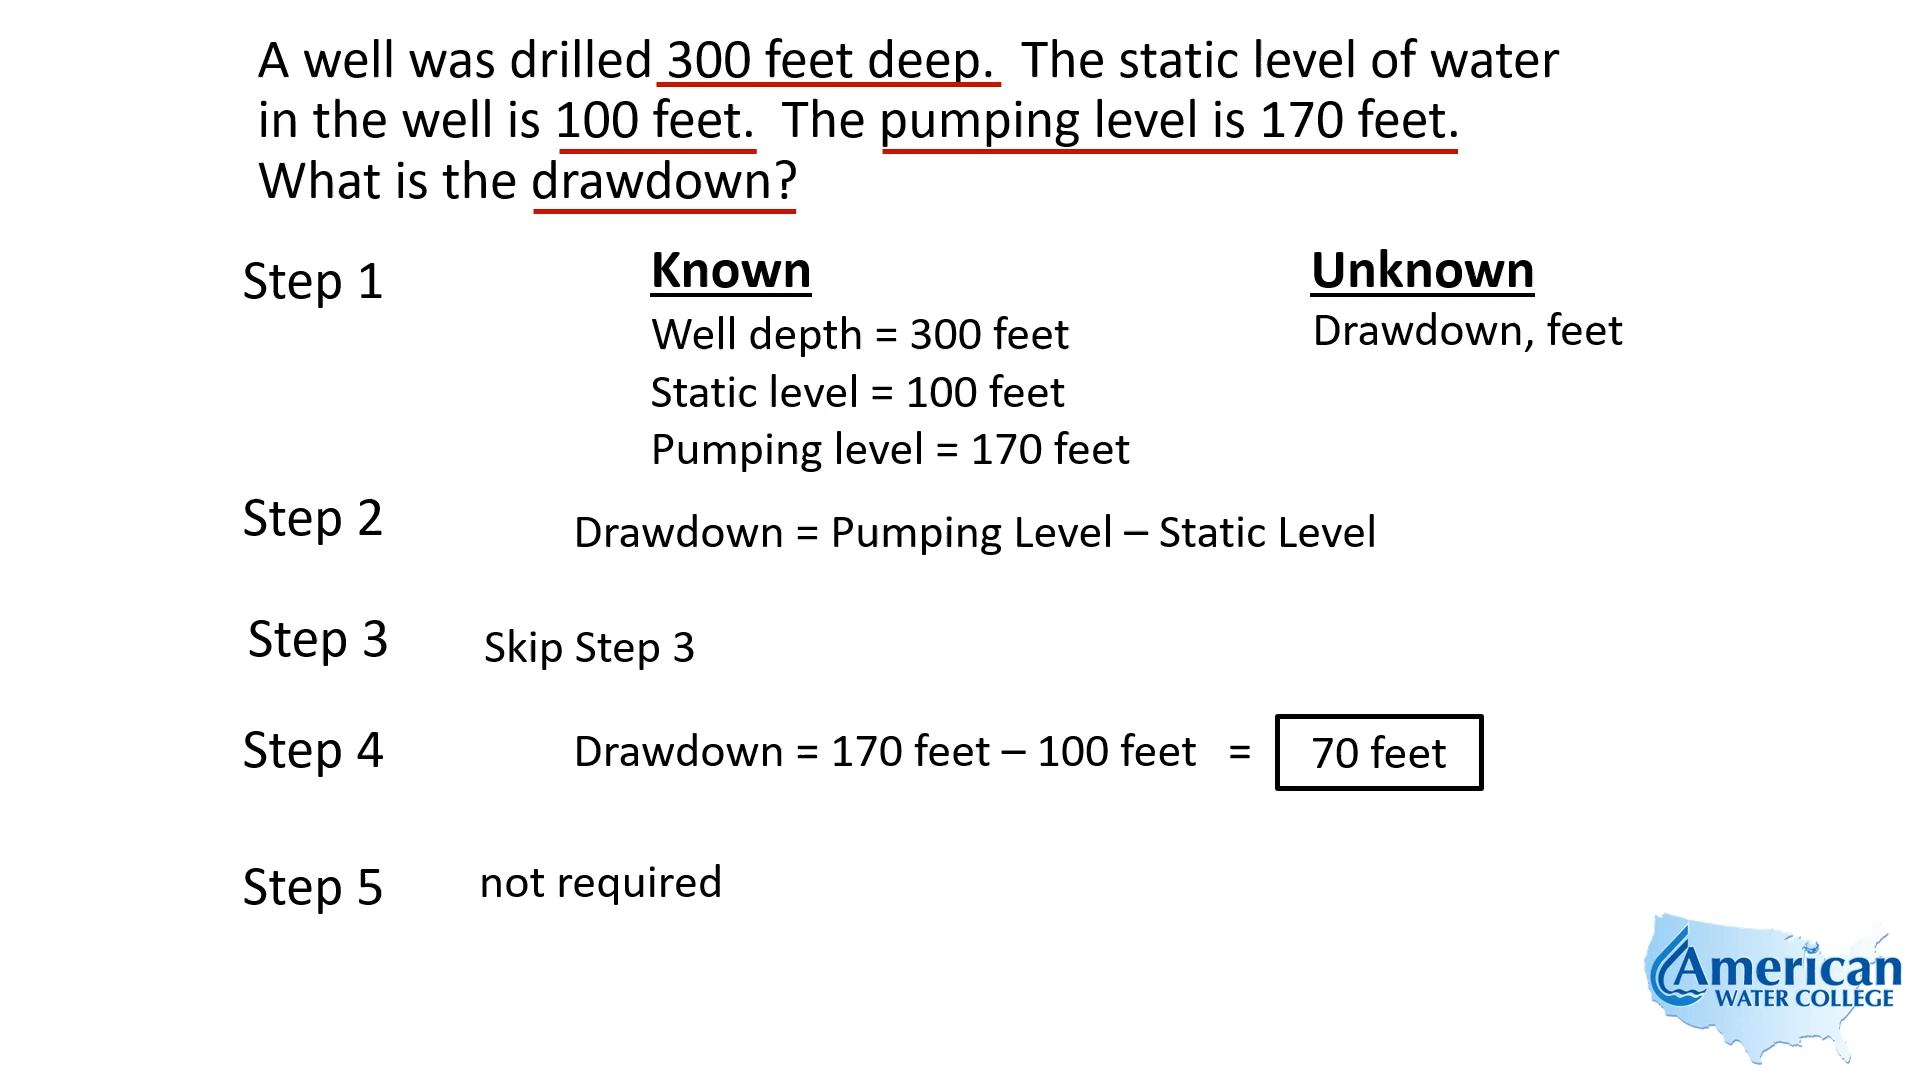 A well was drilled 300 feet deep. The static level of water
in the well is 100 feet. The pumping level is 170 feet.
What is the drawdown?
Step 1
Known
Unknown
Well depth = 300 feet
Drawdown, feet
Static level = 100 feet
Pumping level = 170 feet
Step 2
Drawdown = Pumping Level – Static Level
Step 3
Skip Step 3
Step 4
Drawdown = 170 feet – 100 feet = 70 feet
Step 5
not required
American
WATER COLLEGE